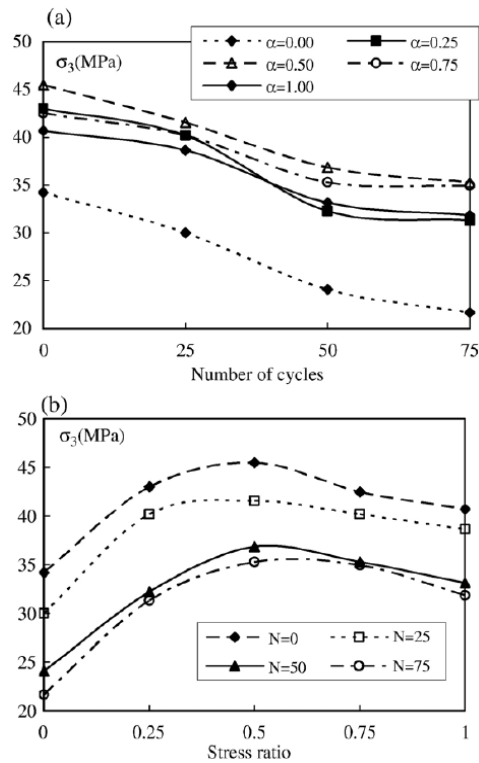 (a)
σ3(MPa)
α=0.00 α=0.25
α=0.50 α=0.75
α=1.00
50
45
40
35
30
25
20
0 25 50 75
Number of cycles
(b)
σ3(MPa)
50
45
40
35
30
25
20
N=0 N=25
N=50 N=75
0 0.25 0.5 0.75 1
Stress ratio